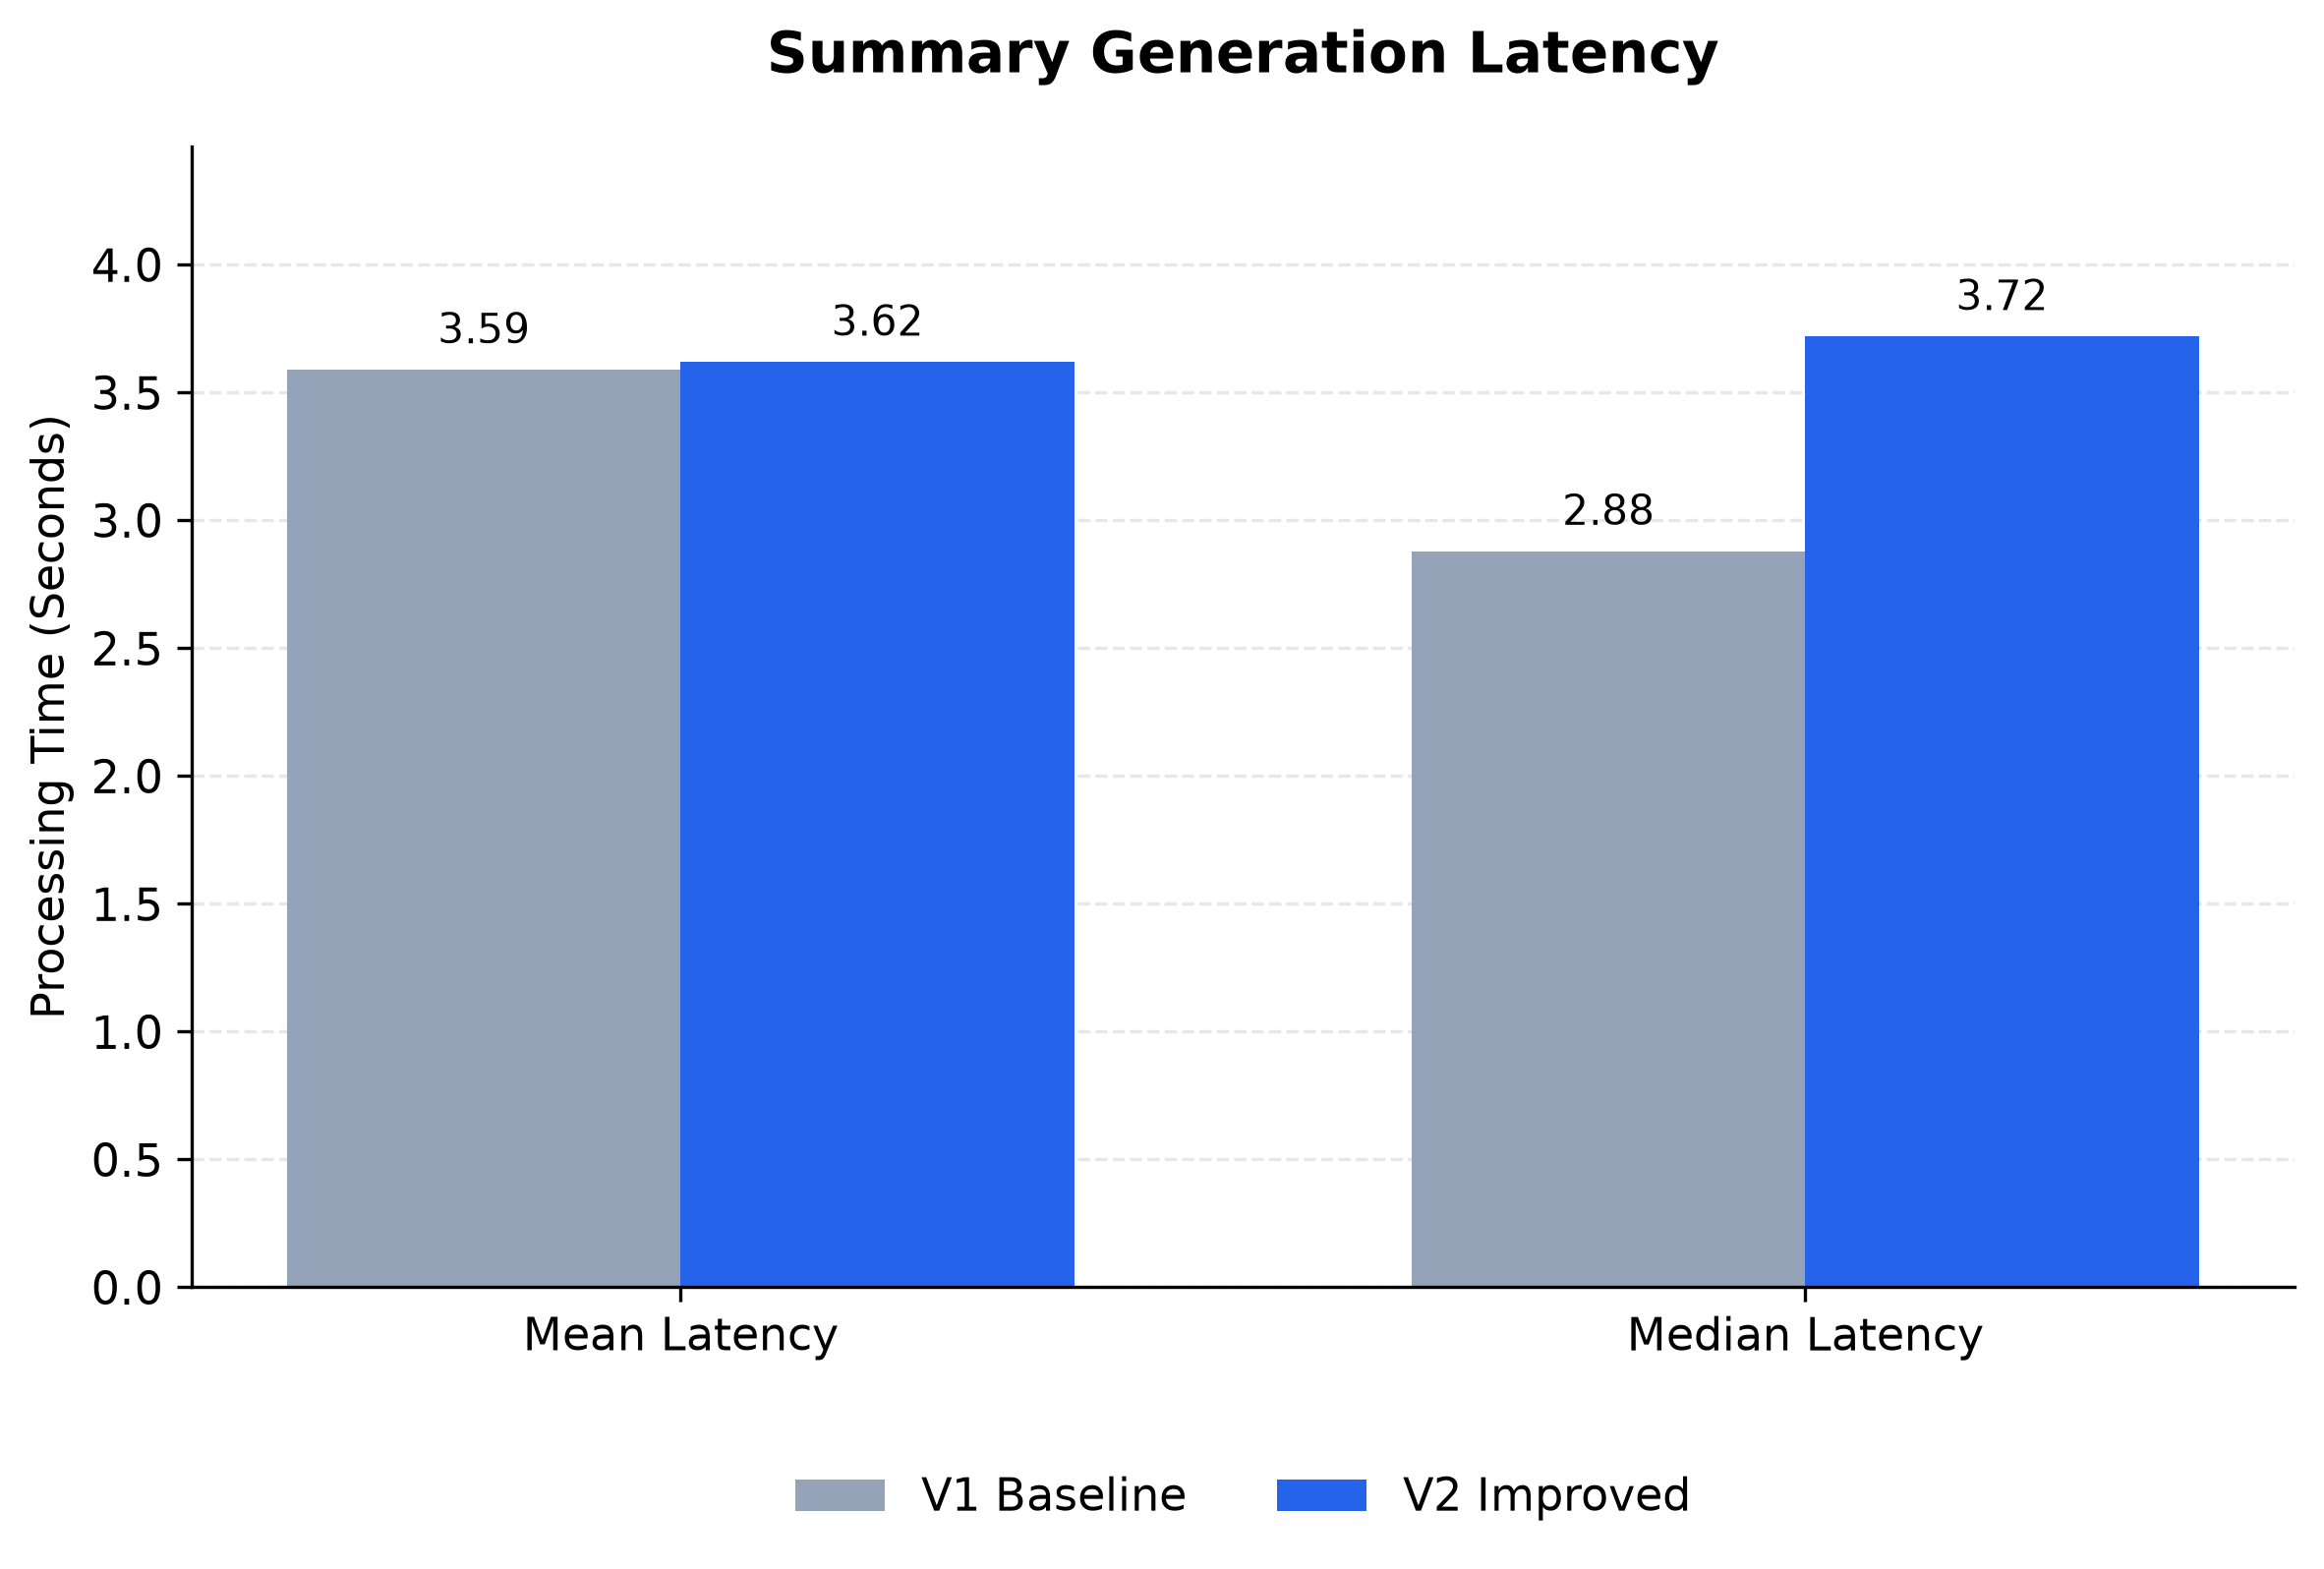 Summary Generation Latency
Processing Time (Seconds)
4.0
3.5
3.0
2.5
2.0
1.5
1.0
0.5
0.0
3.59
3.62
2.88
3.72
Mean Latency
Median Latency
V1 Baseline
V2 Improved